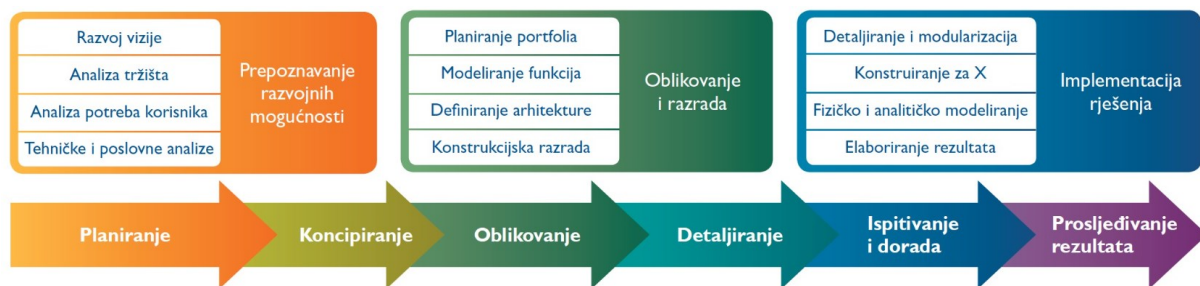 Razvoj vizije
Analiza tržišta
Analiza potreba korisnika
Tehničke i poslovne analize
Prepoznavanje
razvojnih
mogućnosti
Planiranje portfolia
Modeliranje funkcija
Definiranje arhitekture
Konstrukcijska razrada
Oblikovanje
i razrada
Detaljiranje i modularizacija
Konstruiranje za X
Fizičko i analitičko modeliranje
Elaboriranje rezultata
Implementacija
rješenja
Planiranje
Koncipiranje
Oblikovanje
Detaljiranje
Ispitivanje
i dorada
Prosljeđivanje
rezultata